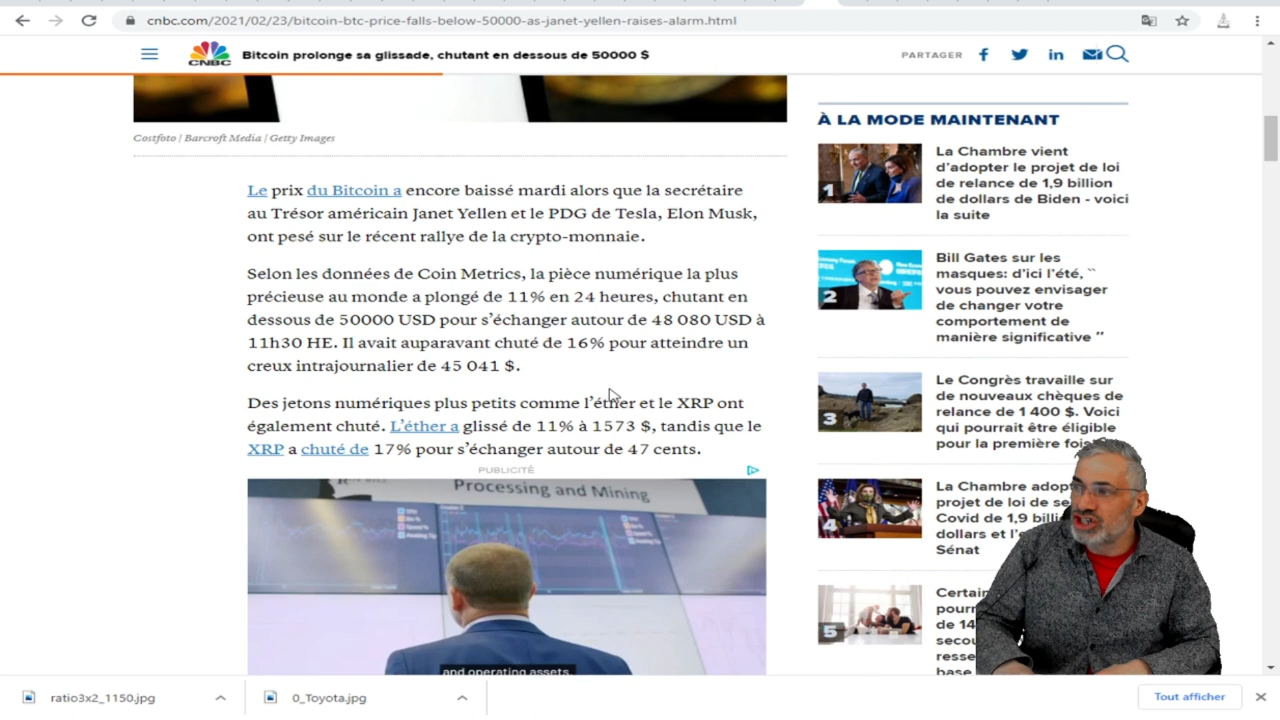 cnbc.com/2021/02/23/bitcoin-btc-price-falls-below-50000-as-janet-yellen-raises-alarm.html
CNBC
Bitcoin prolonge sa glissade, chutant en dessous de 50000 $
PARTAGER
Costfoto | Barcroft Media | Getty Images
Le prix du Bitcoin a encore baissé mardi alors que la secrétaire
au Trésor américain Janet Yellen et le PDG de Tesla, Elon Musk,
ont pesé sur le récent rallye de la crypto-monnaie.
Selon les données de Coin Metrics, la pièce numérique la plus
précieuse au monde a plongé de 11% en 24 heures, chutant en
dessous de 50000 USD pour s'échanger autour de 48 080 USD à
11h30 HE. Il avait auparavant chuté de 16% pour atteindre un
creux intrajournalier de 45 041 $.
Des jetons numériques plus petits comme l'éther et le XRP ont
également chuté. L'éther a glissé de 11% à 1573 $, tandis que le
XRP a chuté de 17% pour s'échanger autour de 47 cents.
PUBLICITÉ
Processing and Mining
and operating assets.
À LA MODE MAINTENANT
1
La Chambre vient
d'adopter le projet de loi
de relance de 1,9 billion
de dollars de Biden - voici
la suite
2
Bill Gates sur les
masques: d'ici l'été, ``
vous pouvez envisager
de changer votre
comportement de
manière significative ''
3
Le Congrès travaille sur
de nouveaux chèques de
relance de 1 400 $. Voici
qui pourrait être éligible
pour la première fois
4
La Chambre adop
projet de loi de se
Covid de 1,9 billi
dollars et l'e
Sénat
5
Certain
pourr
de 14
secou
resse
base
ratio3x2_1150.jpg
0_Toyota.jpg
Tout afficher